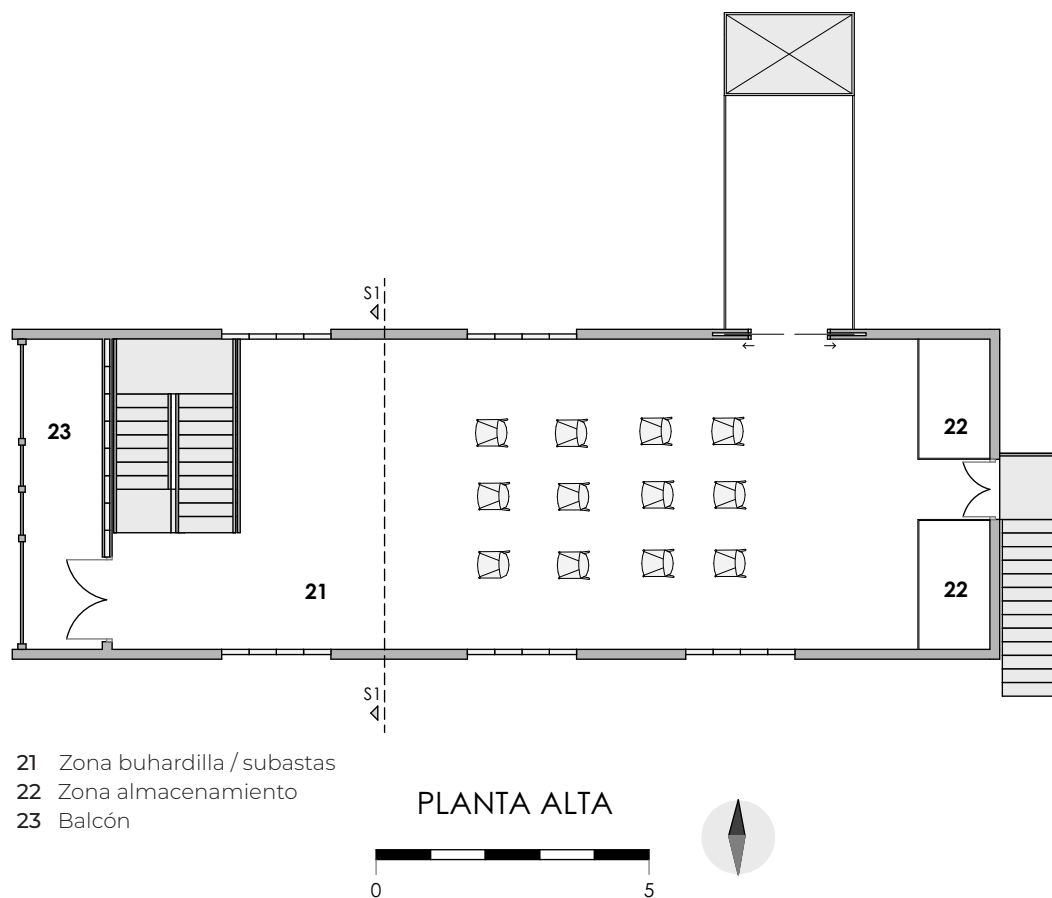 S1
23
22
21
22
S1
21 Zona buhardilla / subastas
22 Zona almacenamiento
23 Balcón
PLANTA ALTA
0 5